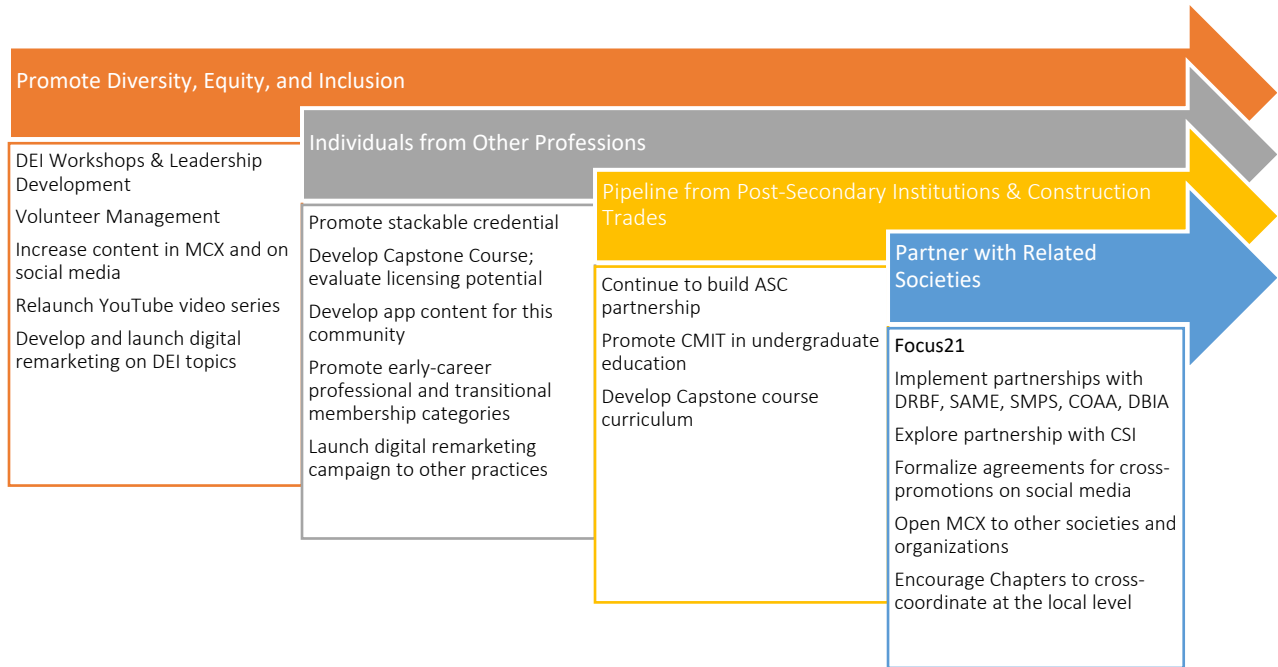 Promote Diversity, Equity, and Inclusion
DEI Workshops & Leadership
Development
Volunteer Management
Increase content in MCX and on
social media
Relaunch YouTube video series
Develop and launch digital
remarketing on DEI topics
Individuals from Other Professions
Promote stackable credential
Develop Capstone Course;
evaluate licensing potential
Develop app content for this
community
Promote early-career
professional and transitional
membership categories
Launch digital remarketing
campaign to other practices
Pipeline from Post-Secondary Institutions & Construction
Trades
Continue to build ASC
partnership
Promote CMIT in undergraduate
education
Develop Capstone course
curriculum
Partner with Related
Societies
Focus21
Implement partnerships with
DRBF, SAME, SMPS, COAA, DBIA
Explore partnership with CSI
Formalize agreements for cross-
promotions on social media
Open MCX to other societies and
organizations
Encourage Chapters to cross-
coordinate at the local level